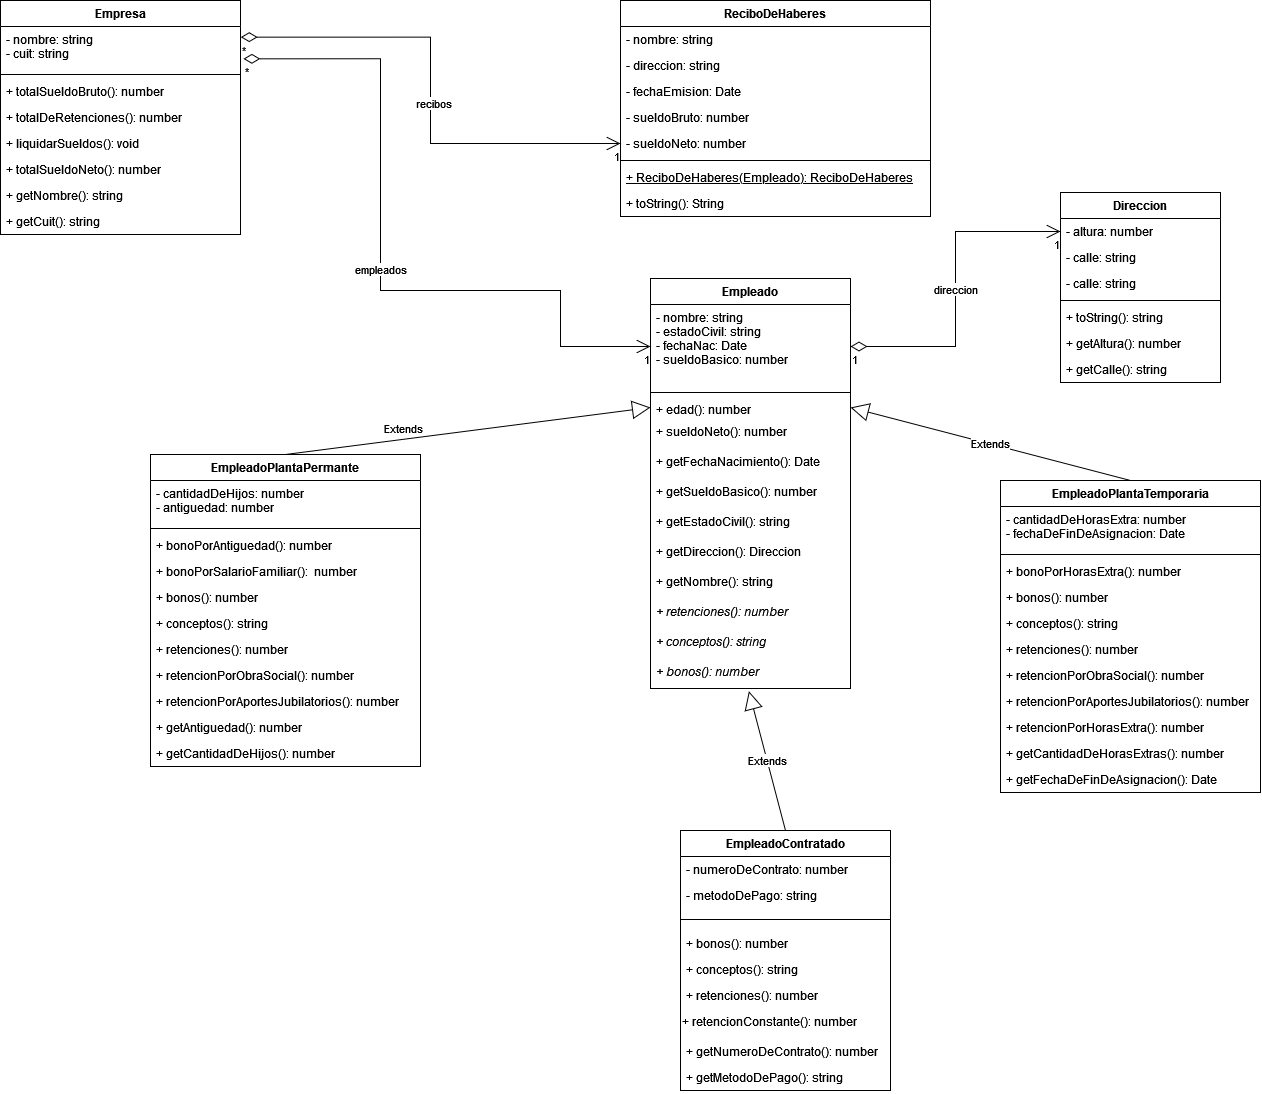 Empresa
- nombre: string
- cuit: string
+ totalSueldoBruto(): number
+ totalDeRetenciones(): number
+ liquidarSueldos(): void
+ totalSueldoNeto(): number
+ getNombre(): string
+ getCuit(): string
*
*
recibos
1
empleados
1
ReciboDeHaberes
- nombre: string
- direccion: string
- fechaEmision: Date
- sueldoBruto: number
- sueldoNeto: number
+ ReciboDeHaberes(Empleado): ReciboDeHaberes
+ toString(): String
Direccion
- altura: number
- calle: string
- calle: string
+ toString(): string
+ getAltura(): number
+ getCalle(): string
1
direccion
1
Empleado
- nombre: string
- estadoCivil: string
- fechaNac: Date
- sueldoBasico: number
+ edad(): number
+ sueldoNeto(): number
+ getFechaNacimiento(): Date
+ getSueldoBasico(): number
+ getEstadoCivil(): string
+ getDireccion(): Direccion
+ getNombre(): string
+ retenciones(): number
+ conceptos(): string
+ bonos(): number
Extends
Extends
Extends
EmpleadoPlantaPermante
- cantidadDeHijos: number
- antiguedad: number
+ bonoPorAntiguedad(): number
+ bonoPorSalarioFamiliar():  number
+ bonos(): number
+ conceptos(): string
+ retenciones(): number
+ retencionPorObraSocial(): number
+ retencionPorAportesJubilatorios(): number
+ getAntiguedad(): number
+ getCantidadDeHijos(): number
EmpleadoPlantaTemporaria
- cantidadDeHorasExtra: number
- fechaDeFinDeAsignacion: Date
+ bonoPorHorasExtra(): number
+ bonos(): number
+ conceptos(): string
+ retenciones(): number
+ retencionPorObraSocial(): number
+ retencionPorAportesJubilatorios(): number
+ retencionPorHorasExtra(): number
+ getCantidadDeHorasExtras(): number
+ getFechaDeFinDeAsignacion(): Date
EmpleadoContratado
- numeroDeContrato: number
- metodoDePago: string
+ bonos(): number
+ conceptos(): string
+ retenciones(): number
+ retencionConstante(): number
+ getNumeroDeContrato(): number
+ getMetodoDePago(): string